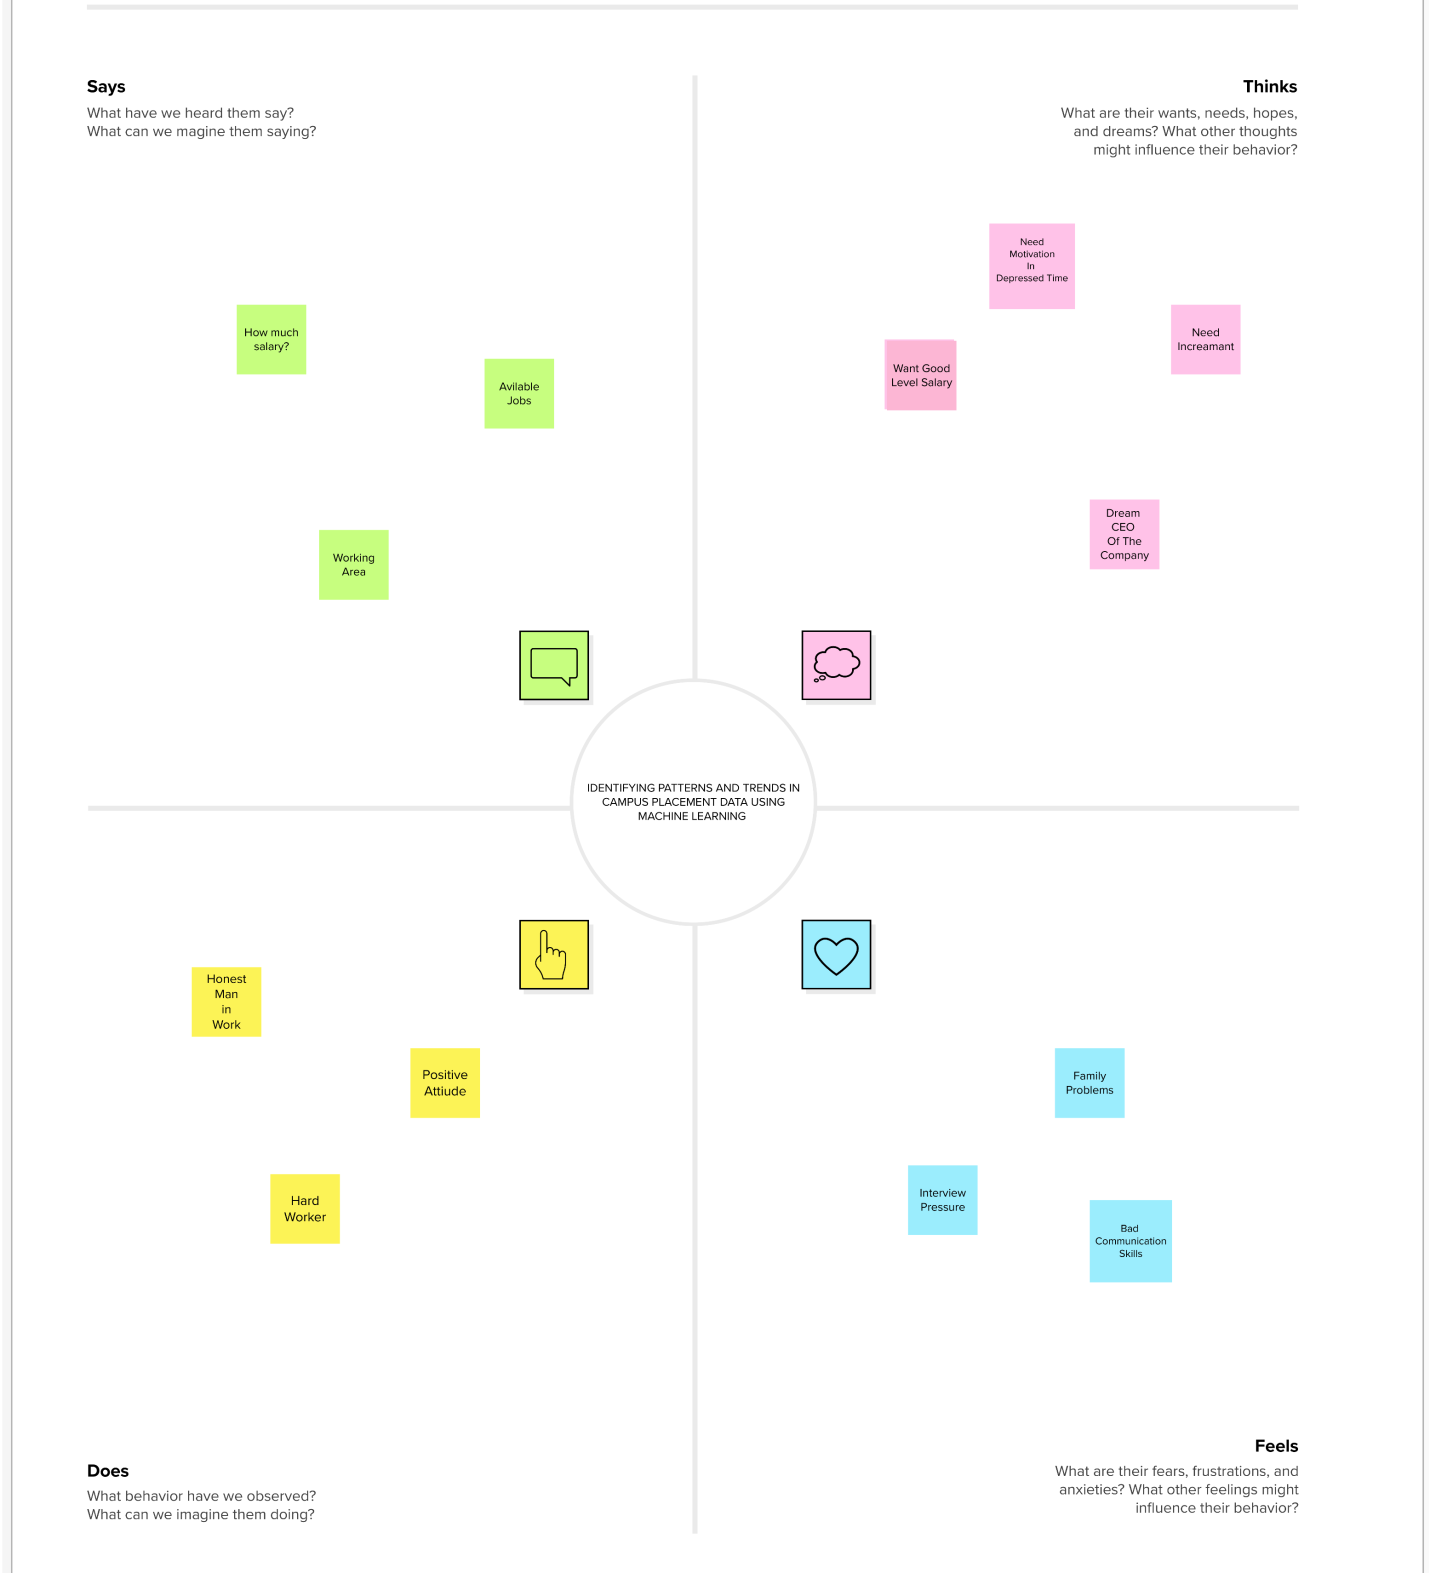 Says
What have we heard them say?
What can we magine them saying?
Thinks
What are their wants, needs, hopes,
and dreams? What other thoughts
might influence their behavior?
How much
salary?
Avilable
Jobs
Working
Area
Need
Motivation
In
Depressed Time
Need
Increamant
Want Good
Level Salary
Dream
CEO
Of The
Company
IDENTIFYING PATTERNS AND TRENDS IN
CAMPUS PLACEMENT DATA USING
MACHINE LEARNING
Honest
Man
in
Work
Positive
Attiude
Hard
Worker
Family
Problems
Interview
Pressure
Bad
Communication
Skills
Does
What behavior have we observed?
What can we imagine them doing?
Feels
What are their fears, frustrations, and
anxieties? What other feelings might
influence their behavior?